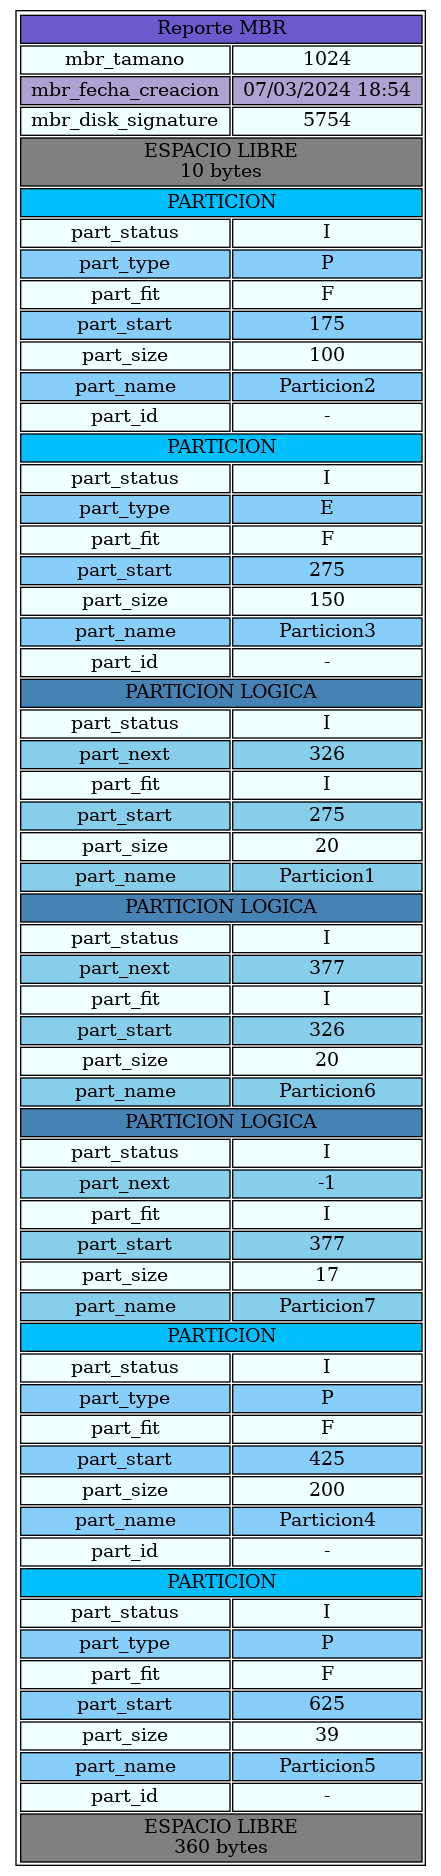 Reporte MBR
mbr_tamano 1024
mbr_fecha_creacion 07/03/2024 18:54
mbr_disk_signature 5754
ESPACIO LIBRE
10 bytes
PARTICION
part_status I
part_type P
part_fit F
part_start 175
part_size 100
part_name Particion2
part_id -
PARTICION
part_status I
part_type E
part_fit F
part_start 275
part_size 150
part_name Particion3
part_id -
PARTICION LOGICA
part_status I
part_next 326
part_fit I
part_start 275
part_size 20
part_name Particion1
PARTICION LOGICA
part_status I
part_next 377
part_fit I
part_start 326
part_size 20
part_name Particion6
PARTICION LOGICA
part_status I
part_next -1
part_fit I
part_start 377
part_size 17
part_name Particion7
PARTICION
part_status I
part_type P
part_fit F
part_start 425
part_size 200
part_name Particion4
part_id -
PARTICION
part_status I
part_type P
part_fit F
part_start 625
part_size 39
part_name Particion5
part_id -
ESPACIO LIBRE
360 bytes